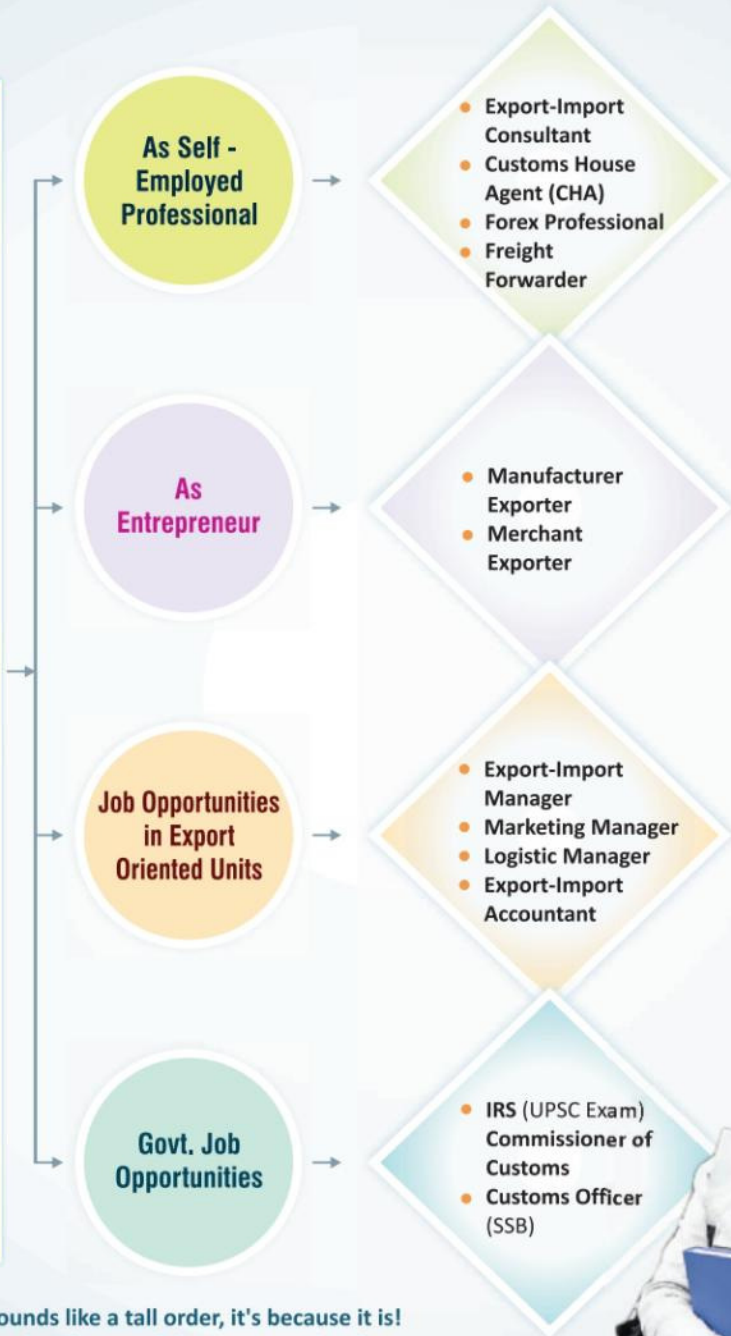 As Self -
Employed
Professional
Export-Import
Consultant
Customs House
Agent (CHA)
Forex Professional
Freight
Forwarder
As
Entrepreneur
Manufacturer
Exporter
Merchant
Exporter
Job Opportunities
in Export
Oriented Units
Export-Import
Manager
Marketing Manager
Logistic Manager
Export-Import
Accountant
Govt. Job
Opportunities
IRS (UPSC Exam)
Commissioner of
Customs
Customs Officer
(SSB)
ounds like a tall order, it's because it is!